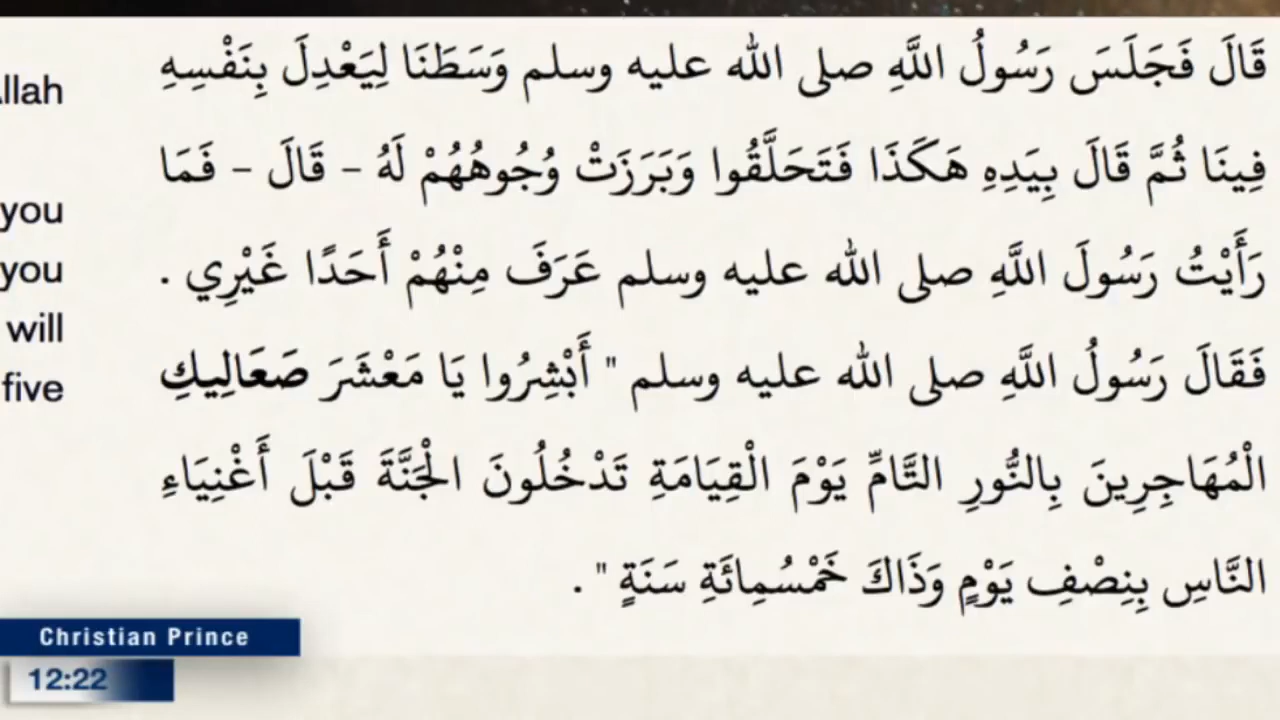 قَالَ فَجَلَسَ رَسُولُ اللَّهِ صلى الله عليه وسلم وَسَطَنَا لِيَعْدِلَ بِنَفْسِهِ
فِينَا ثُمَّ قَالَ بِيَدِهِ هَكَذَا فَتَحَلَّقُوا وَبَرَزَتْ وُجُوهُهُمْ لَهُ - قَالَ - فَمَا
رَأَيْتُ رَسُولَ اللَّهِ صلى الله عليه وسلم عَرَفَ مِنْهُمْ أَحَدًا غَيْرِي .
فَقَالَ رَسُولُ اللَّهِ صلى الله عليه وسلم " أَبْشِرُوا يَا مَعْشَرَ صَعَالِيكِ
الْمُهَاجِرِينَ بِالنُّورِ التَّامِّ يَوْمَ الْقِيَامَةِ تَدْخُلُونَ الْجَنَّةَ قَبْلَ أَغْنِيَاءِ
النَّاسِ بِنِصْفِ يَوْمٍ وَذَاكَ خَمْسُمِائَةِ سَنَةٍ " .
llah
you
you
will
five
Christian Prince
12:22